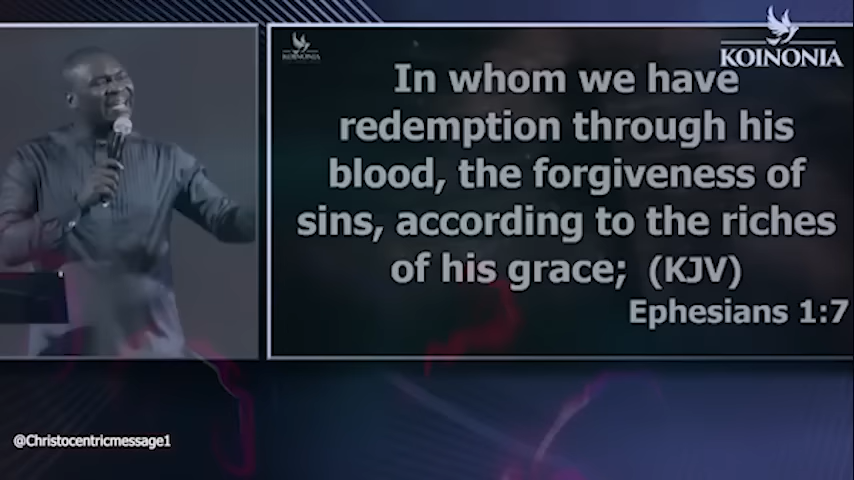 KOINONIA
KOINONIA
In whom we have
redemption through his
blood, the forgiveness of
sins, according to the riches
of his grace; (KJV)
Ephesians 1:7
@Christocentricmessage1